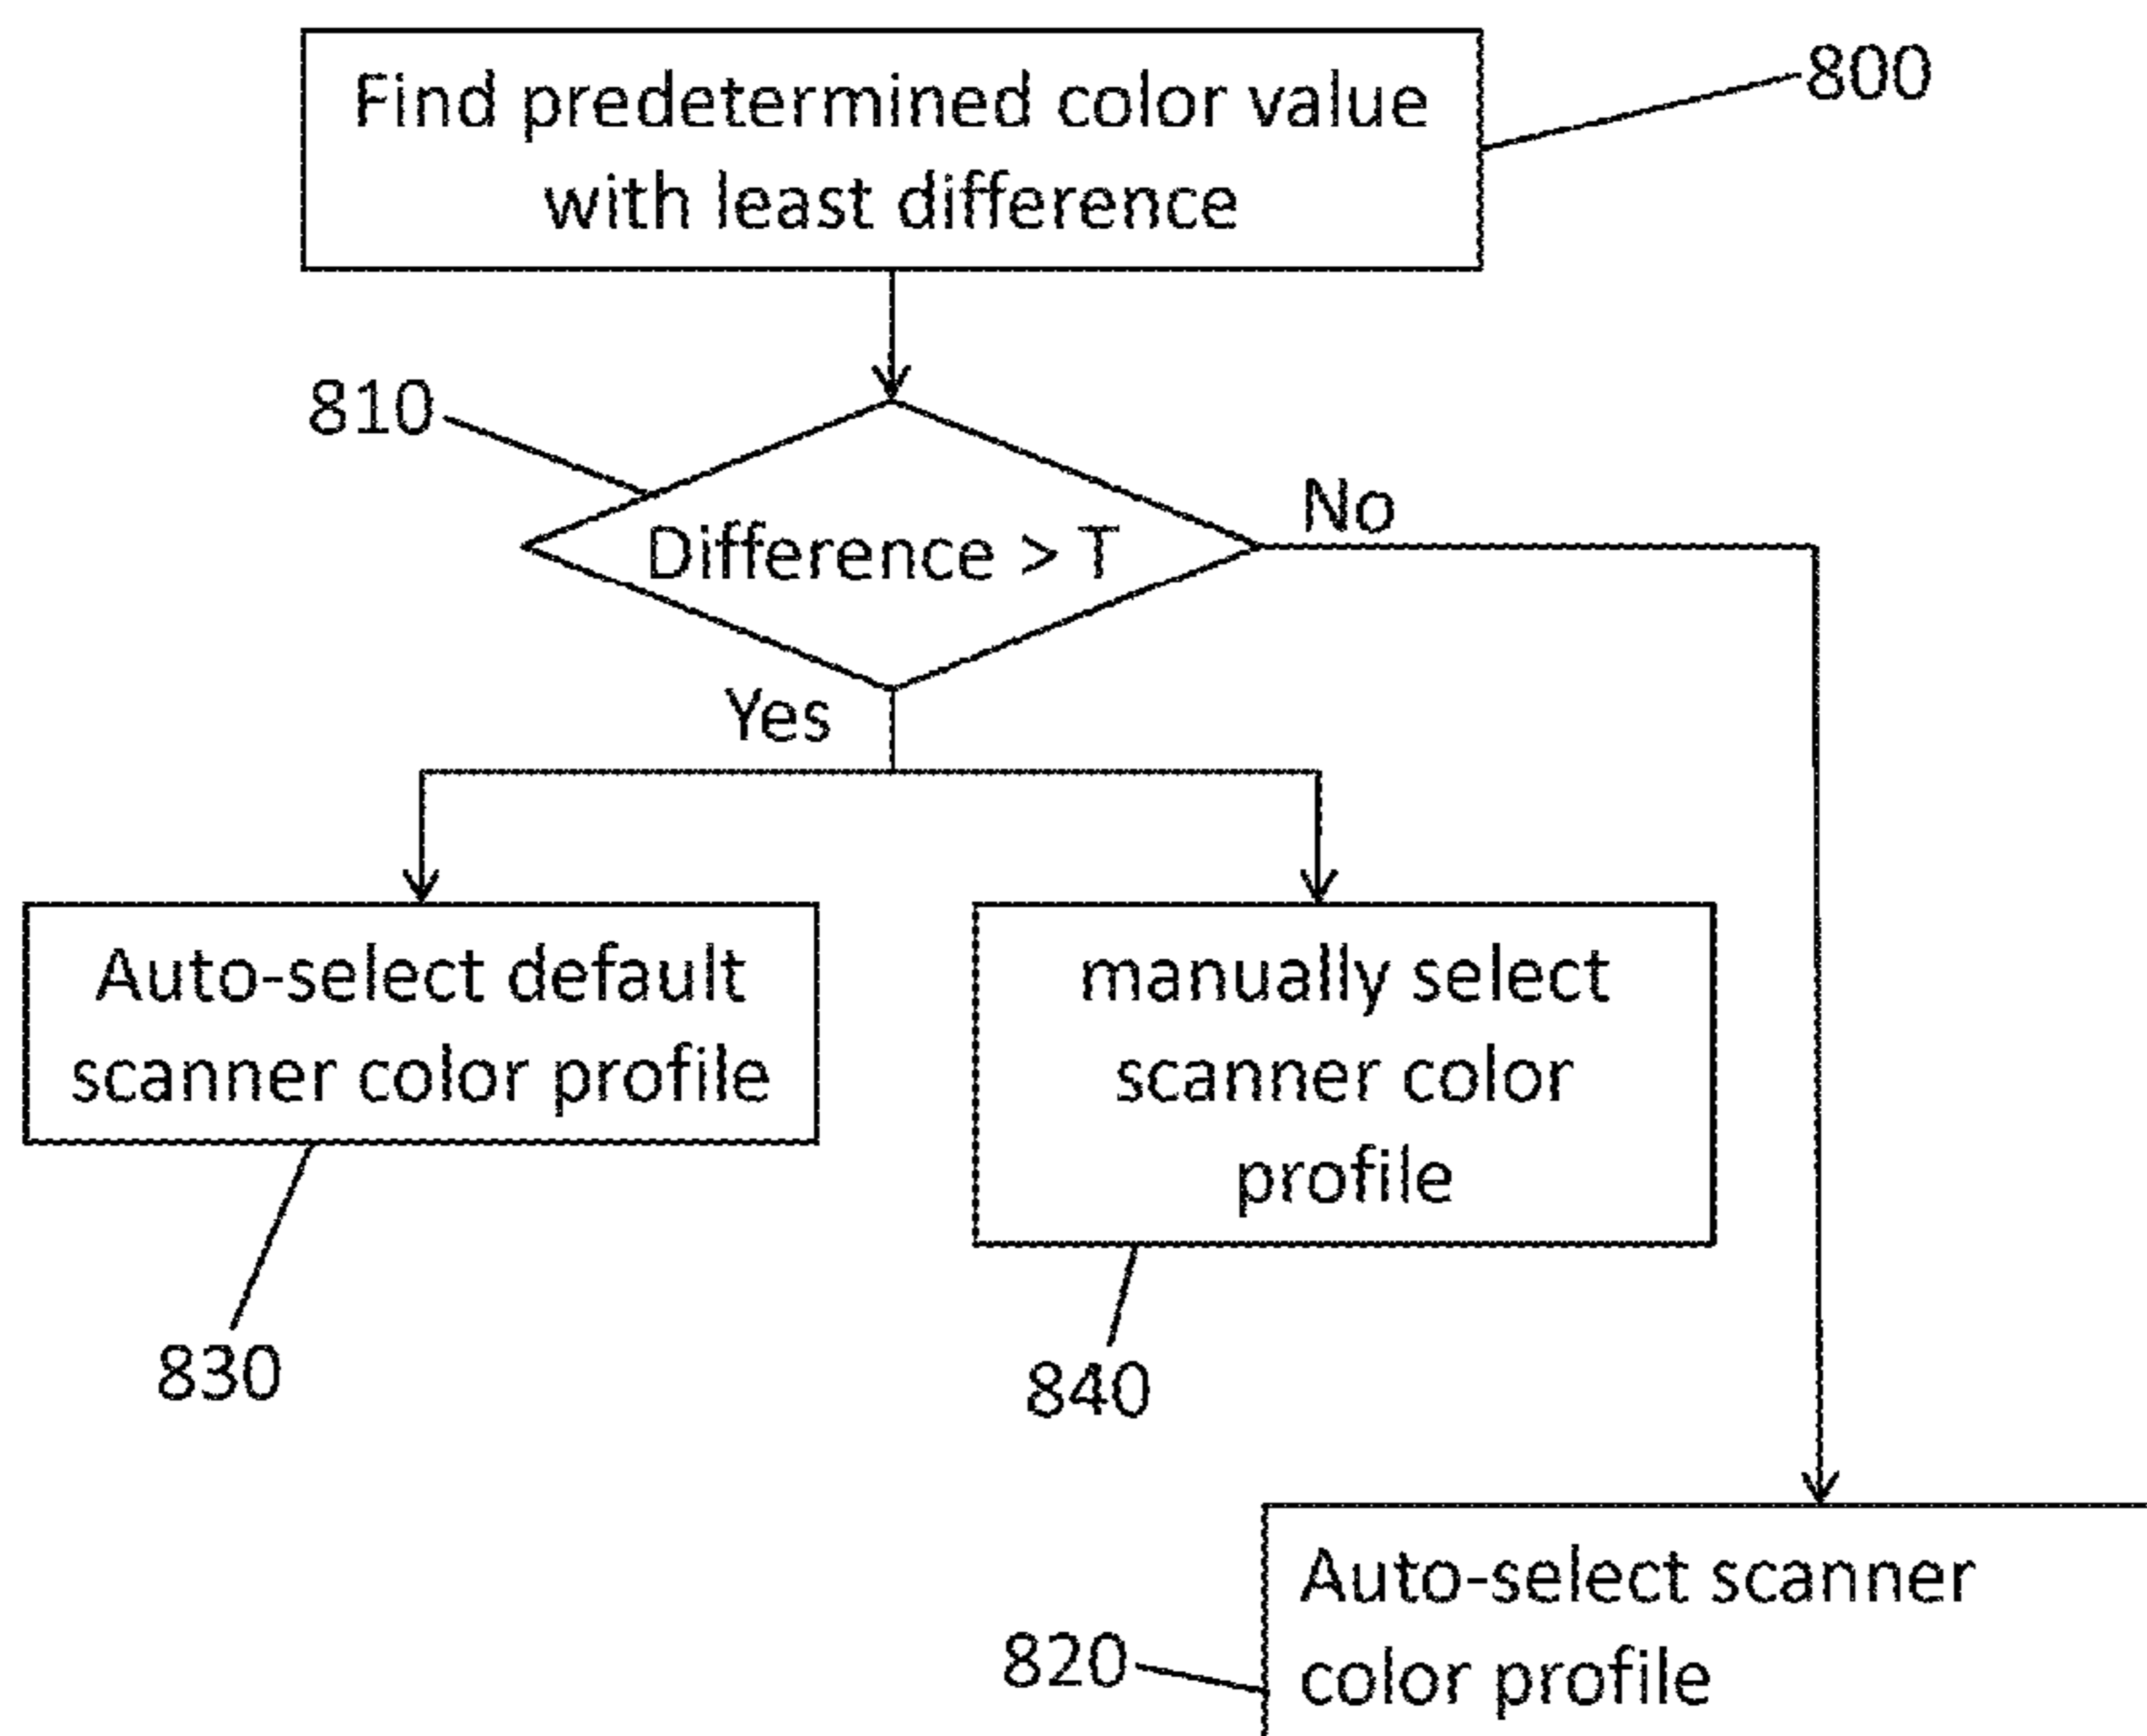 Find predetermined color value
with least difference
800
810
Difference > T
No
Yes
Auto-select default
scanner color profile
manually select
scanner color
profile
830
840
Auto-select scanner
color profile
820